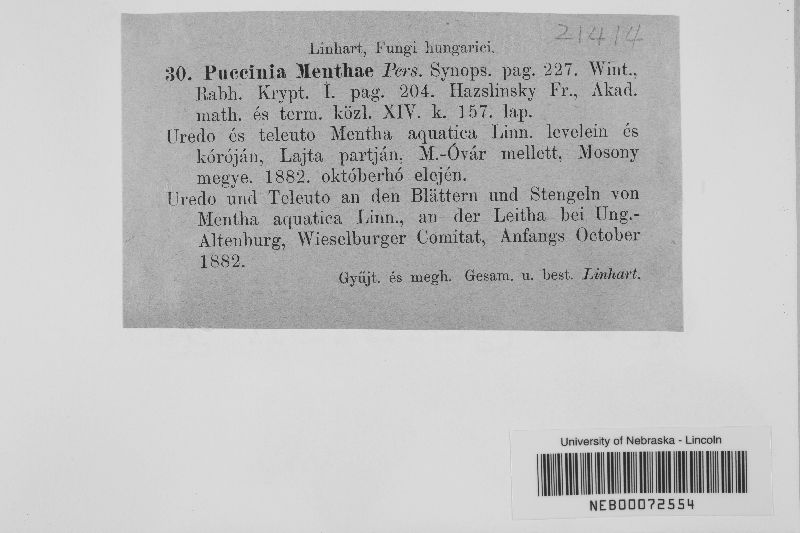 21414
Linhart, Fungi hungarici.
30. Puccinia Menthae Pers. Synops. pag. 227. Wint.,
Rabh. Krypt. I. pag. 204. Hazslinsky Fr., Akad.
math. és term. közl. XIV. k. 157. lap.
Uredo és teleuto Mentha aquatica Linn. levelein és
kóróján, Lajta partján, M.-Óvár mellett, Mosony
megye. 1882. októberhó elején.
Uredo und Teleuto an den Blättern und Stengeln von
Mentha aquatica Linn., an der Leitha bei Ung.-
Altenburg, Wieselburger Comitat, Anfangs October
1882.
Gyűjt. és megh. Gesam. u. best. Linhart.
University of Nebraska - Lincoln
NEB00072554